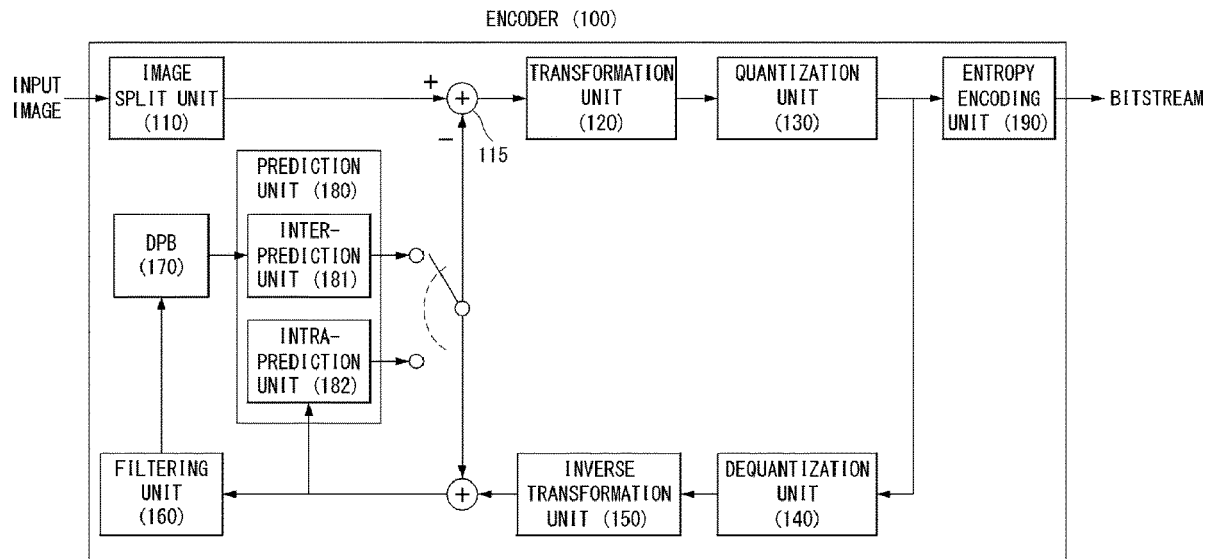 ENCODER (100)
INPUT
IMAGE
IMAGE
SPLIT UNIT
(110)
+
+
−
115
TRANSFORMATION
UNIT
(120)
QUANTIZATION
UNIT
(130)
ENTROPY
ENCODING
UNIT (190)
BITSTREAM
PREDICTION
UNIT (180)
DPB
(170)
INTER-
PREDICTION
UNIT (181)
INTRA-
PREDICTION
UNIT (182)
FILTERING
UNIT
(160)
+
INVERSE
TRANSFORMATION
UNIT (150)
DEQUANTIZATION
UNIT
(140)